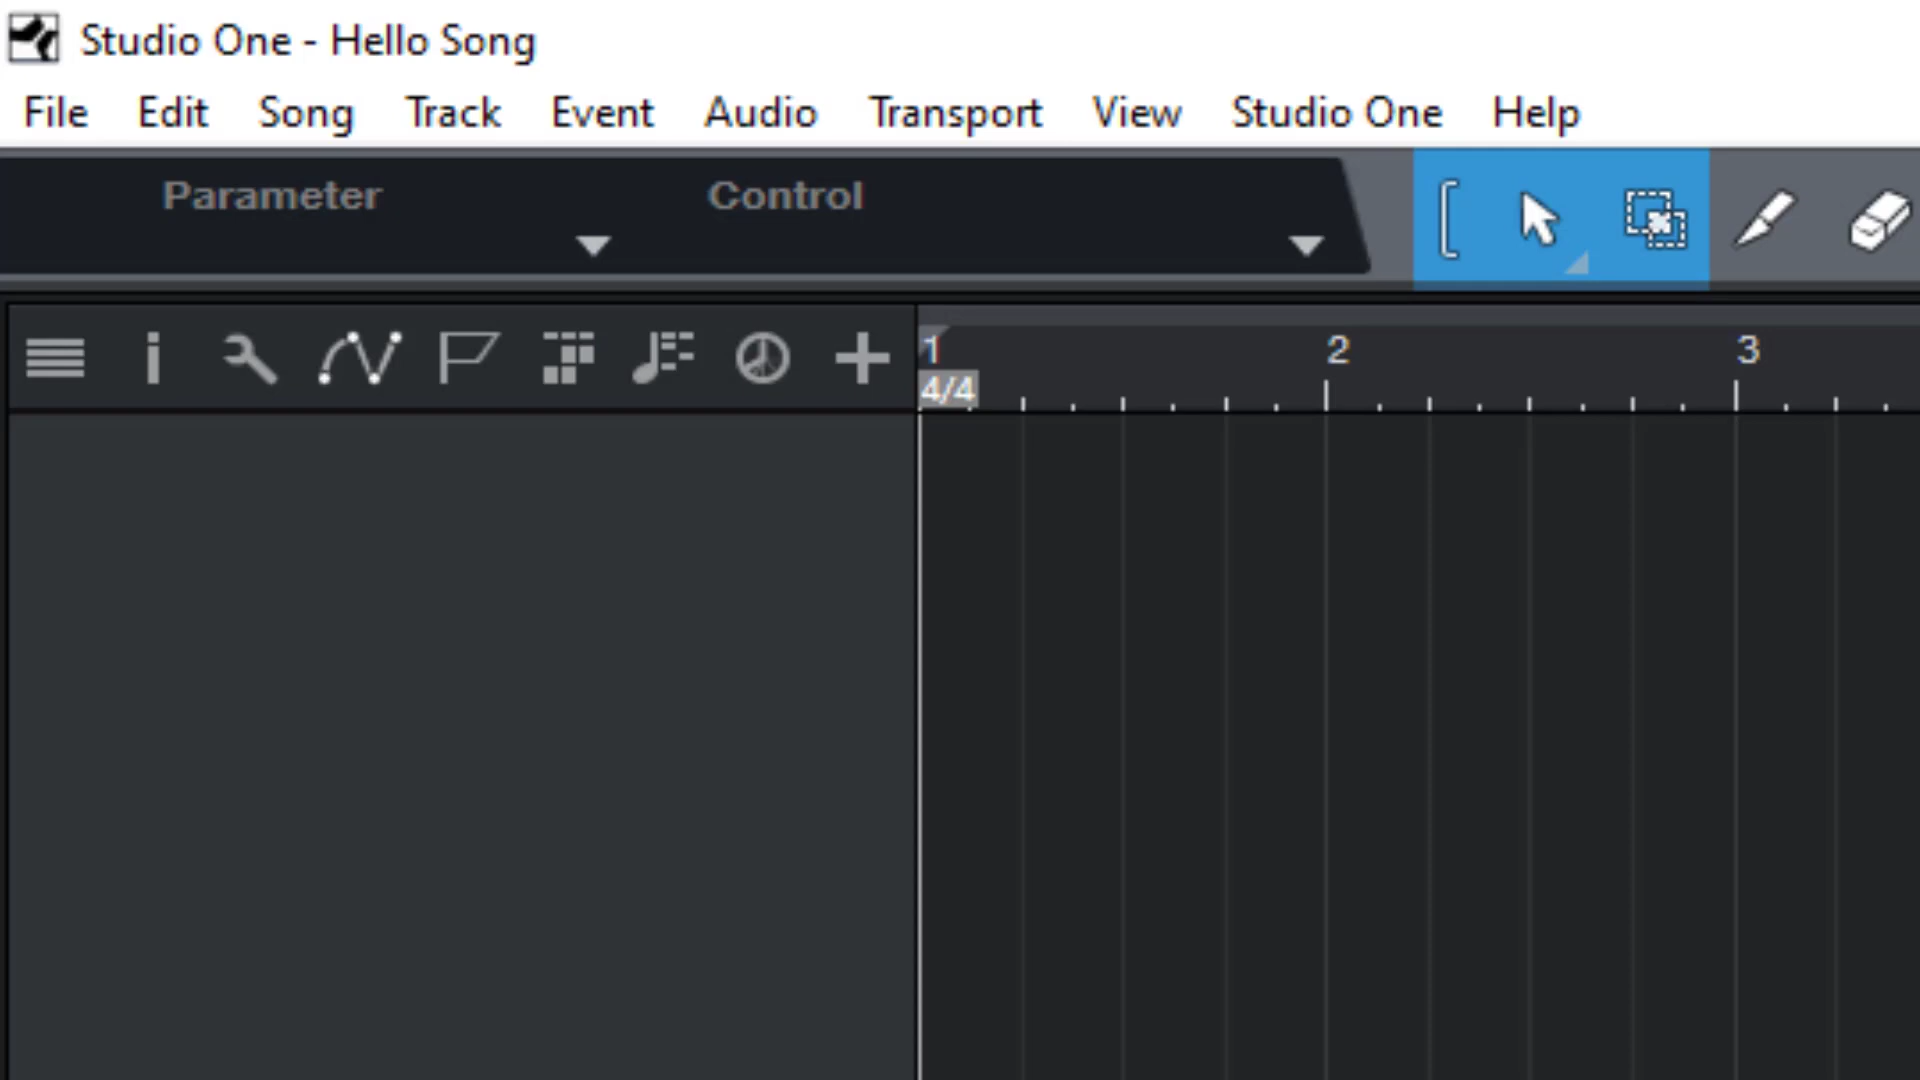 Studio One - Hello Song
File Edit Song Track Event Audio Transport View Studio One Help
Parameter Control
1 2 3
4/4